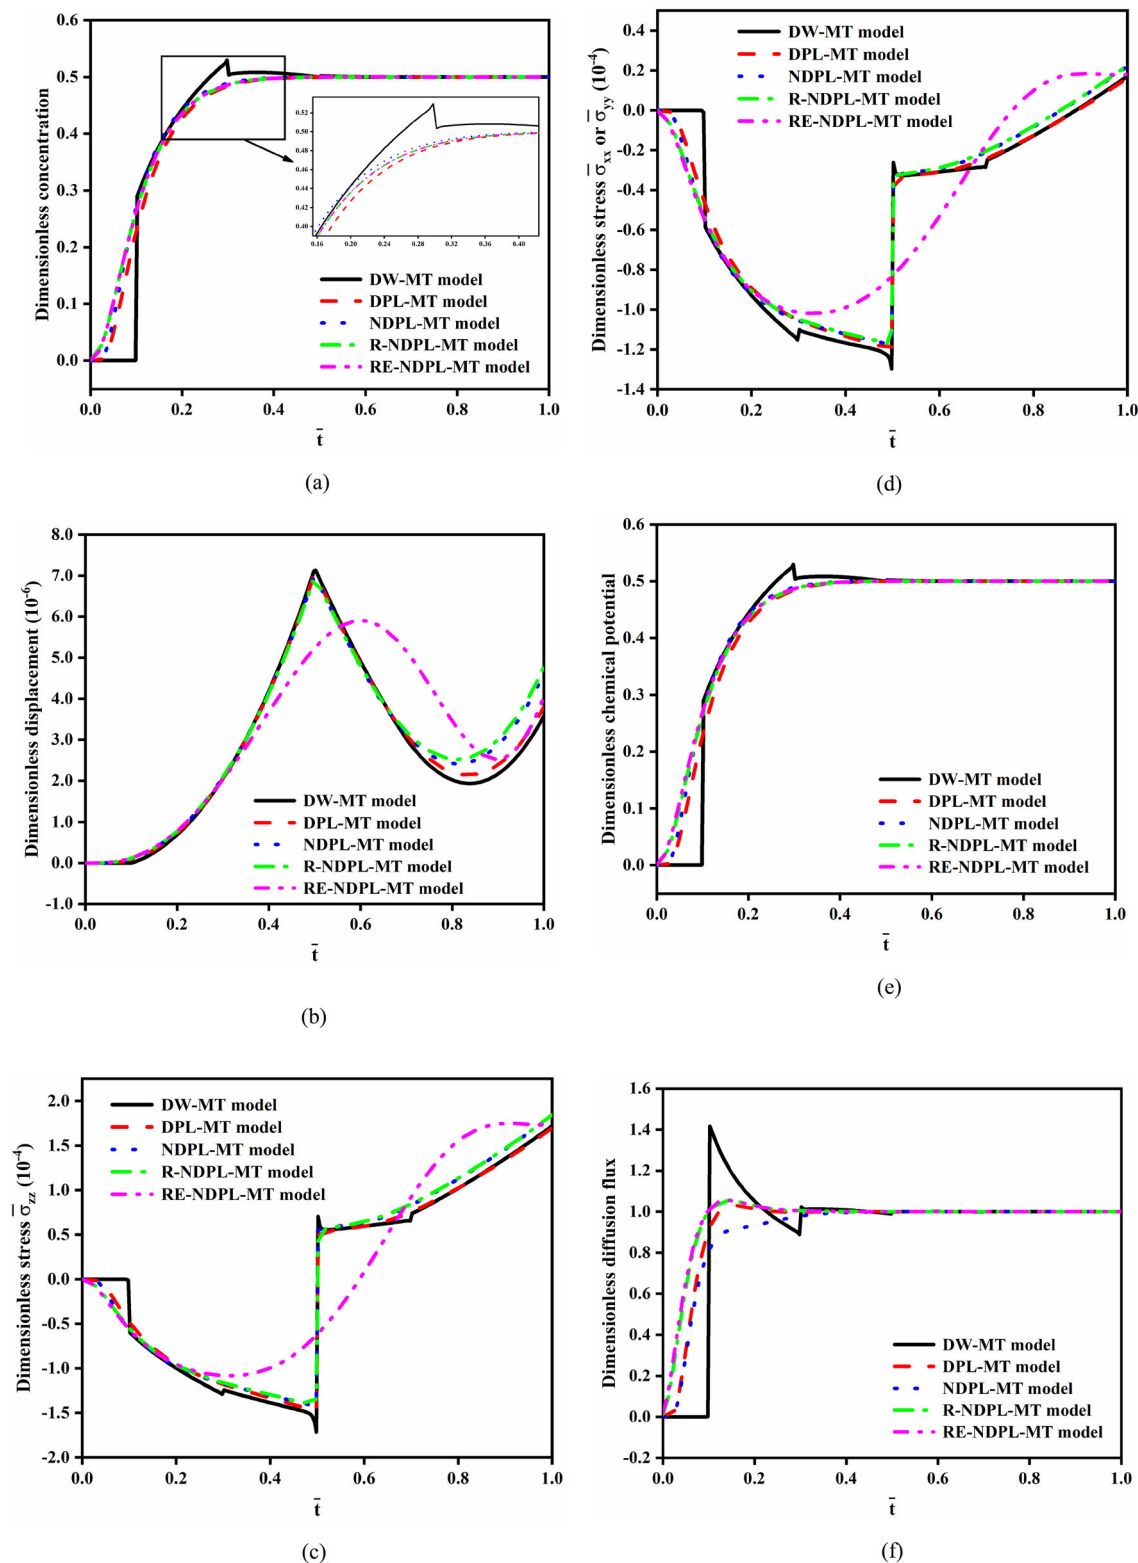 0.6
0.5
0.4
0.3
0.2
0.1
0.0
Dimensionless concentration
0.52
0.50
0.48
0.46
0.44
0.42
0.40
0.16 0.20 0.24 0.28 0.32 0.36 0.40
DW-MT model
DPL-MT model
NDPL-MT model
R-NDPL-MT model
RE-NDPL-MT model
0.0 0.2 0.4 0.6 0.8 1.0
t̄
(a)
0.4
0.2
0.0
-0.2
-0.4
-0.6
-0.8
-1.0
-1.2
-1.4
Dimensionless stress σ̄xx or σ̄yy (10⁻⁴)
DW-MT model
DPL-MT model
NDPL-MT model
R-NDPL-MT model
RE-NDPL-MT model
0.0 0.2 0.4 0.6 0.8 1.0
t̄
(d)
8.0
7.0
6.0
5.0
4.0
3.0
2.0
1.0
0.0
-1.0
Dimensionless displacement (10⁻⁶)
DW-MT model
DPL-MT model
NDPL-MT model
R-NDPL-MT model
RE-NDPL-MT model
0.0 0.2 0.4 0.6 0.8 1.0
t̄
(b)
0.6
0.5
0.4
0.3
0.2
0.1
0.0
Dimensionless chemical potential
DW-MT model
DPL-MT model
NDPL-MT model
R-NDPL-MT model
RE-NDPL-MT model
0.0 0.2 0.4 0.6 0.8 1.0
t̄
(e)
2.0
1.5
1.0
0.5
0.0
-0.5
-1.0
-1.5
-2.0
Dimensionless stress σ̄zz (10⁻⁴)
DW-MT model
DPL-MT model
NDPL-MT model
R-NDPL-MT model
RE-NDPL-MT model
0.0 0.2 0.4 0.6 0.8 1.0
t̄
(c)
1.6
1.4
1.2
1.0
0.8
0.6
0.4
0.2
0.0
-0.2
Dimensionless diffusion flux
DW-MT model
DPL-MT model
NDPL-MT model
R-NDPL-MT model
RE-NDPL-MT model
0.0 0.2 0.4 0.6 0.8 1.0
t̄
(f)